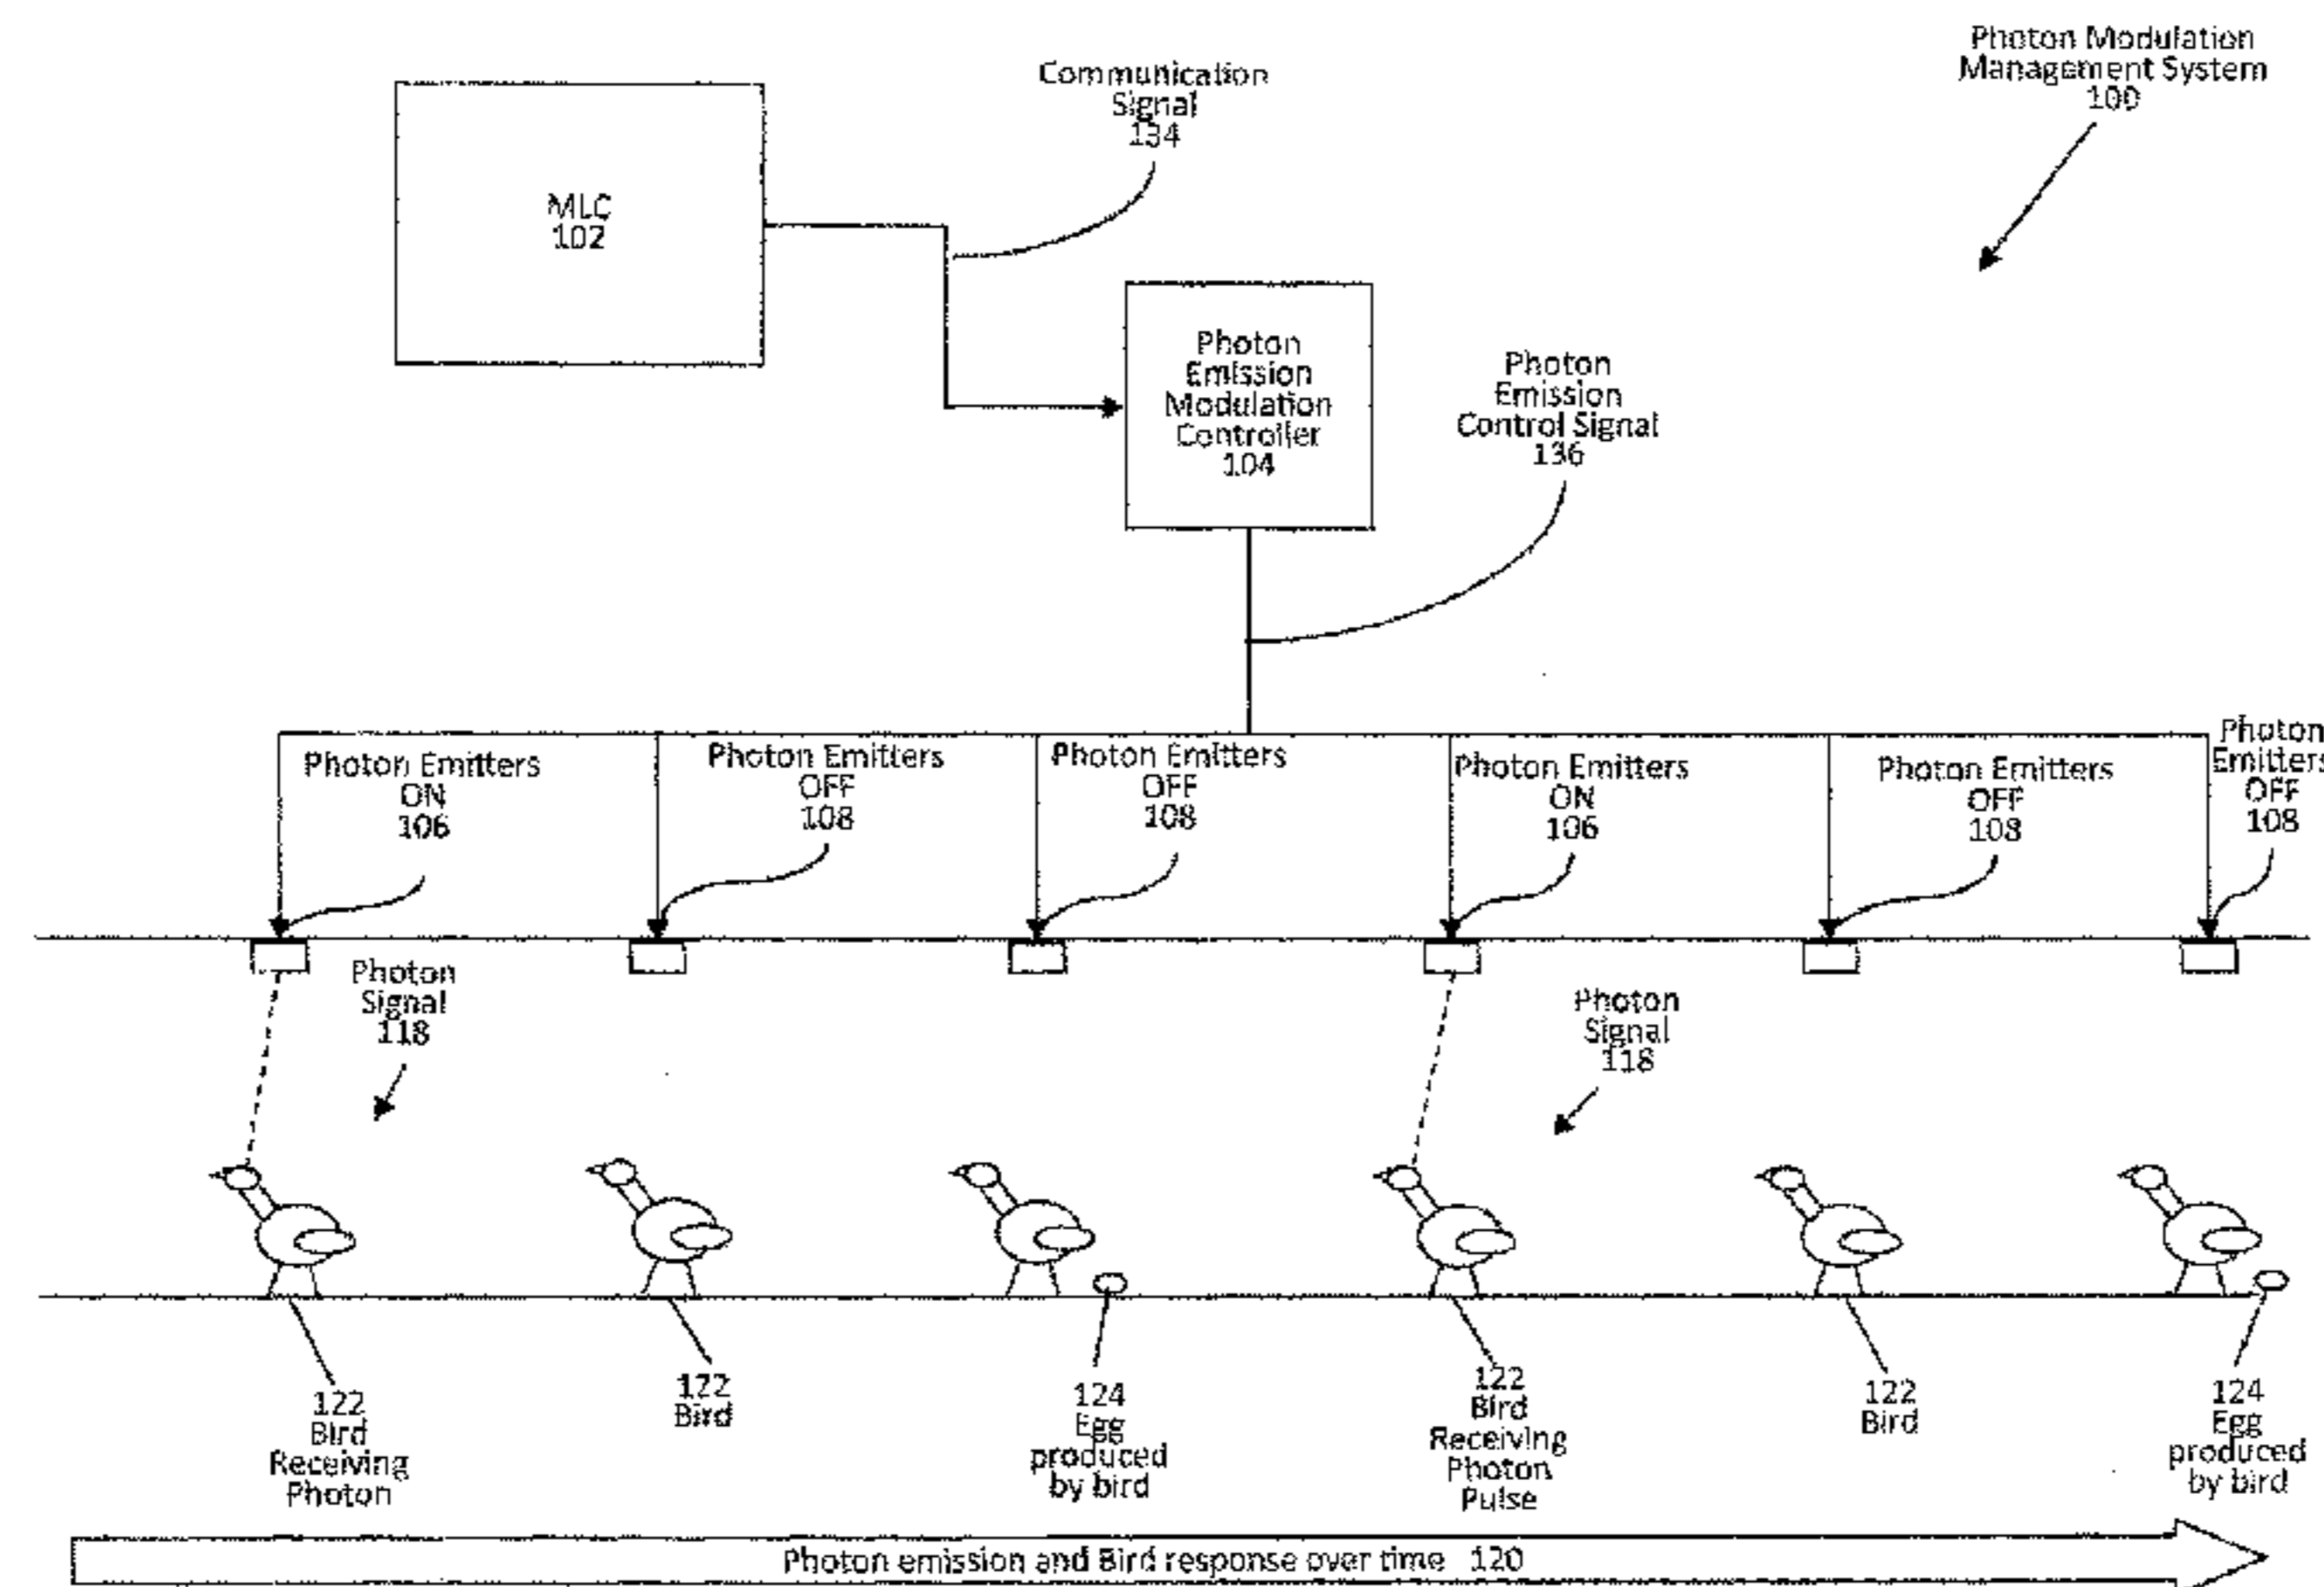 Photon Modulation
Management System
100
Communication
Signal
134
MLC
102
Photon
Emission
Modulation
Controller
104
Photon
Emission
Control Signal
136
Photon Emitters
ON
106
Photon Emitters
OFF
108
Photon Emitters
OFF
108
Photon Emitters
ON
106
Photon Emitters
OFF
108
Photon
Emitters
OFF
108
Photon
Signal
118
Photon
Signal
118
122
Bird
Receiving
Photon
122
Bird
124
Egg
produced
by bird
122
Bird
Receiving
Photon
Pulse
122
Bird
124
Egg
produced
by bird
Photon emission and Bird response over time 120